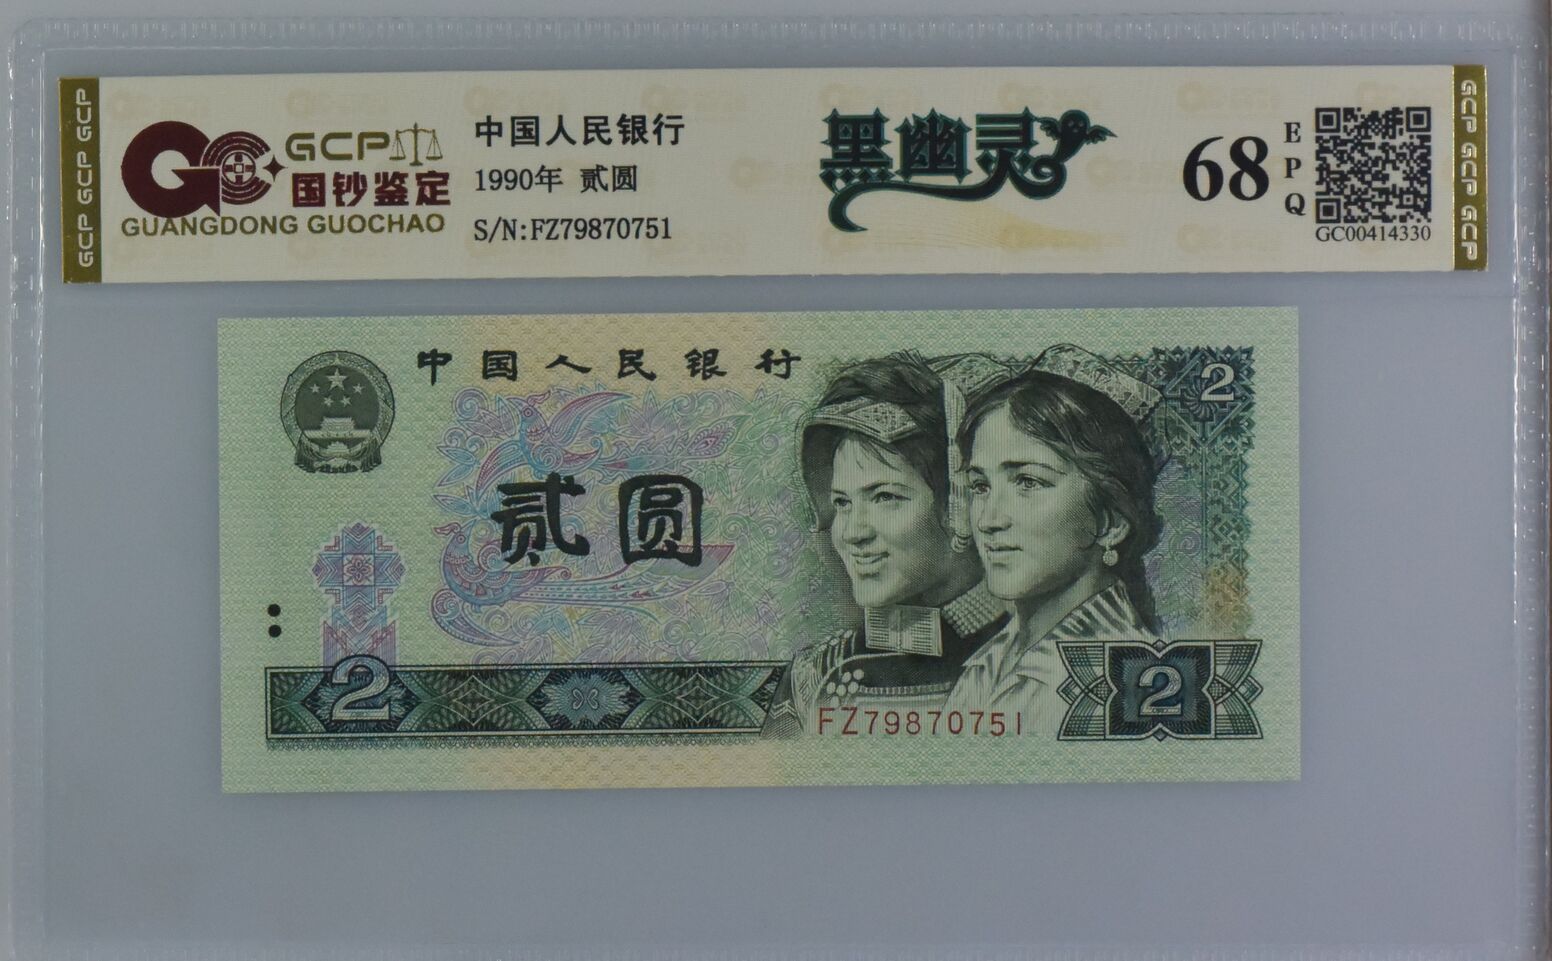 GCP GCP GCP
GCP
国钞鉴定
GUANGDONG GUOCHAO
中国人民银行
1990年 贰圆
S/N:FZ79870751
黑幽灵
68
EPQ
GC00414330
GCP GCP GCP
中国人民银行
2
贰圆
2
FZ79870751
2